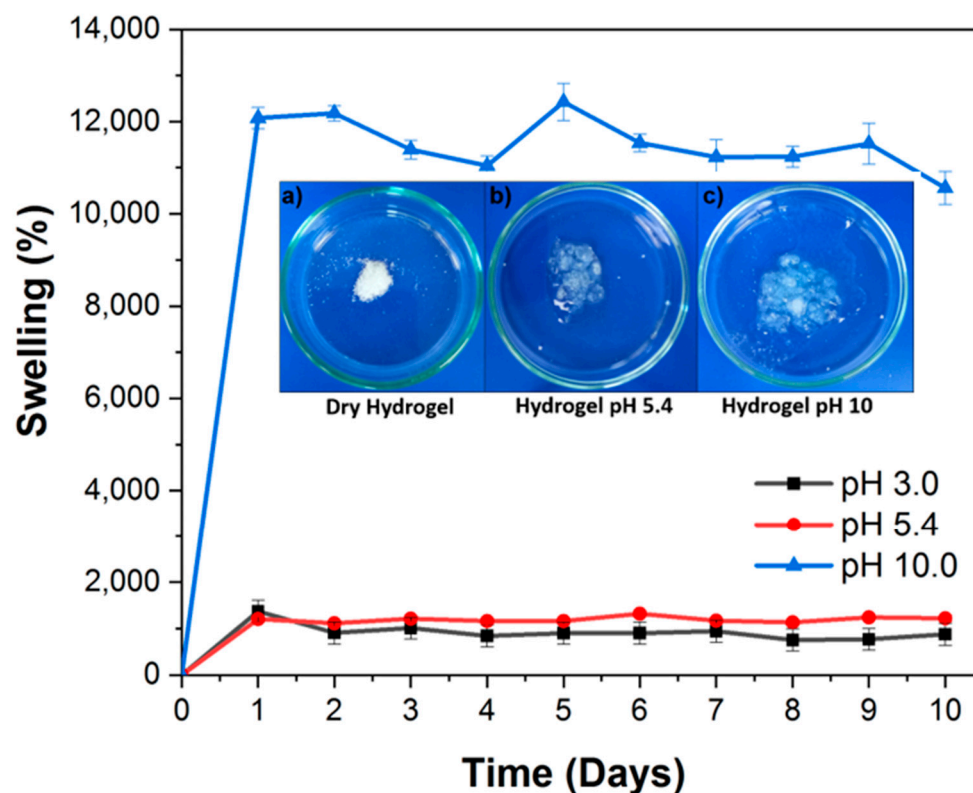 14,000
12,000
10,000
8,000
6,000
4,000
2,000
0
Swelling (%)
a)
b)
c)
Dry Hydrogel
Hydrogel pH 5.4
Hydrogel pH 10
pH 3.0
pH 5.4
pH 10.0
0 1 2 3 4 5 6 7 8 9 10
Time (Days)